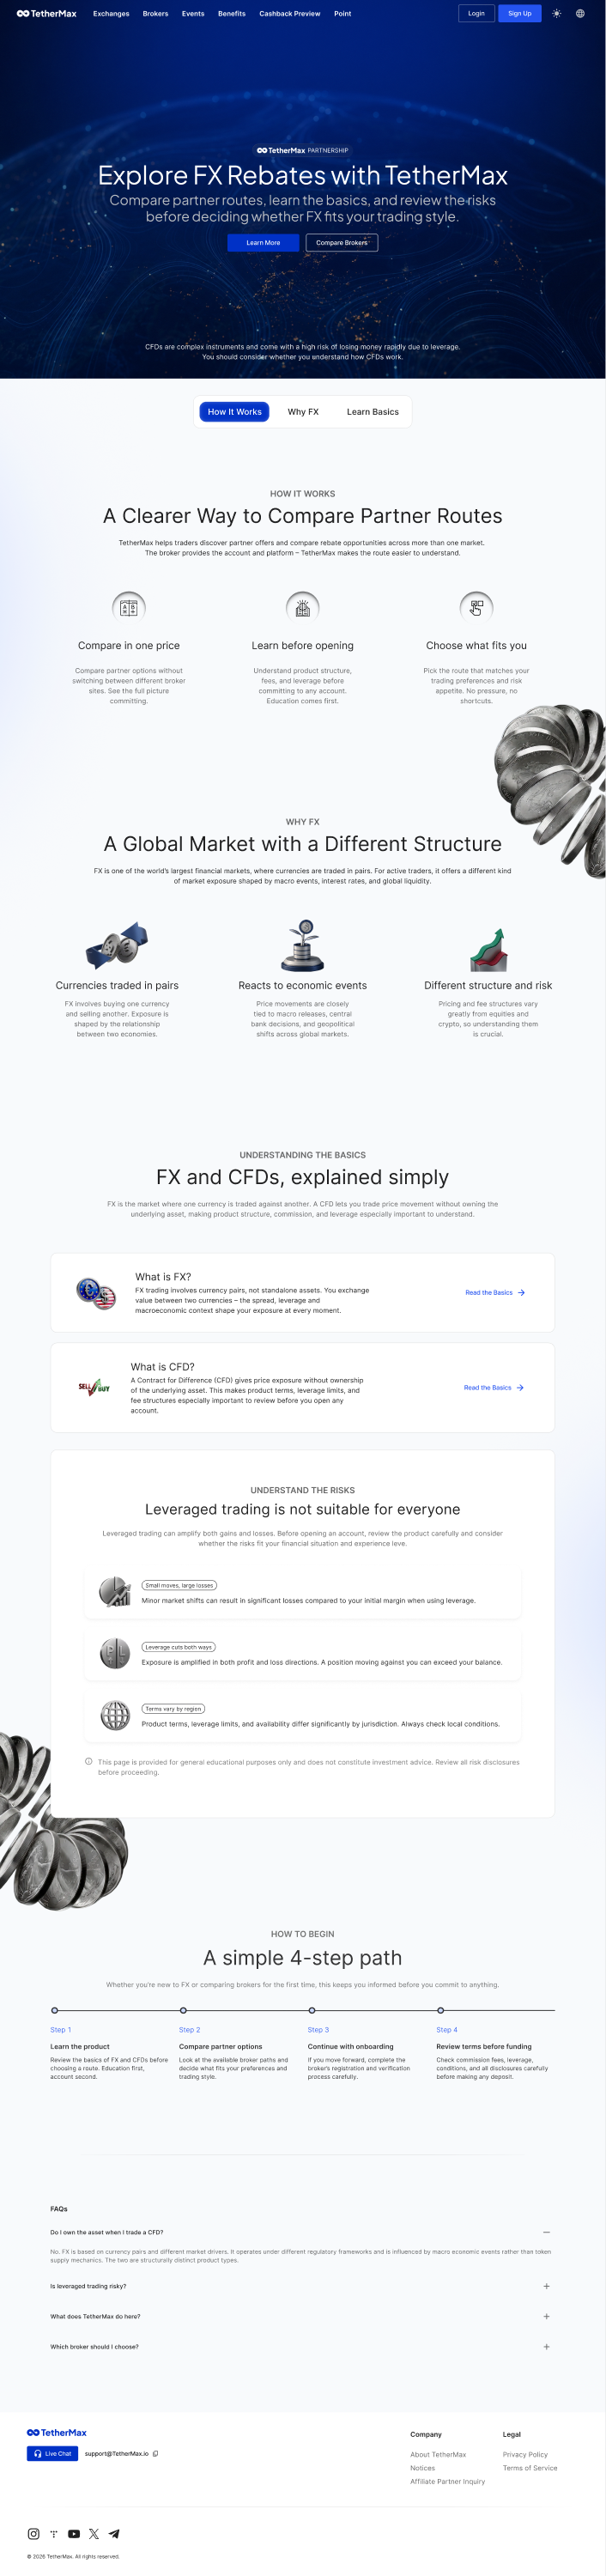 TetherMax
Exchanges Brokers Events Benefits Cashback Preview Point
Login
Sign Up
TetherMax PARTNERSHIP
Explore FX Rebates with TetherMax
Compare partner routes, learn the basics, and review the risks
before deciding whether FX fits your trading style.
Learn More
Compare Brokers
CFDs are complex instruments and come with a high risk of losing money rapidly due to leverage.
You should consider whether you understand how CFDs work.
How It Works
Why FX
Learn Basics
HOW IT WORKS
A Clearer Way to Compare Partner Routes
TetherMax helps traders discover partner offers and compare rebate opportunities across more than one market.
The broker provides the account and platform – TetherMax makes the route easier to understand.
Compare in one price
Compare partner options without
switching between different broker
sites. See the full picture
committing.
Learn before opening
Understand product structure,
fees, and leverage before
committing to any account.
Education comes first.
Choose what fits you
Pick the route that matches your
trading preferences and risk
appetite. No pressure, no
shortcuts.
WHY FX
A Global Market with a Different Structure
FX is one of the world's largest financial markets, where currencies are traded in pairs. For active traders, it offers a different kind
of market exposure shaped by macro events, interest rates, and global liquidity.
Currencies traded in pairs
FX involves buying one currency
and selling another. Exposure is
shaped by the relationship
between two economies.
Reacts to economic events
Price movements are closely
tied to macro releases, central
bank decisions, and geopolitical
shifts across global markets.
Different structure and risk
Pricing and fee structures vary
greatly from equities and
crypto, so understanding them
is crucial.
UNDERSTANDING THE BASICS
FX and CFDs, explained simply
FX is the market where one currency is traded against another. A CFD lets you trade price movement without owning the
underlying asset, making product structure, commission, and leverage especially important to understand.
What is FX?
FX trading involves currency pairs, not standalone assets. You exchange
value between two currencies – the spread, leverage and
macroeconomic context shape your exposure at every moment.
Read the Basics
SELL BUY
What is CFD?
A Contract for Difference (CFD) gives price exposure without ownership
of the underlying asset. This makes product terms, leverage limits, and
fee structures especially important to review before you open any
account.
Read the Basics
UNDERSTAND THE RISKS
Leveraged trading is not suitable for everyone
Leveraged trading can amplify both gains and losses. Before opening an account, review the product carefully and consider
whether the risks fit your financial situation and experience leve.
Small moves, large losses
Minor market shifts can result in significant losses compared to your initial margin when using leverage.
P L
Leverage cuts both ways
Exposure is amplified in both profit and loss directions. A position moving against you can exceed your balance.
Terms vary by region
Product terms, leverage limits, and availability differ significantly by jurisdiction. Always check local conditions.
This page is provided for general educational purposes only and does not constitute investment advice. Review all risk disclosures
before proceeding.
HOW TO BEGIN
A simple 4-step path
Whether you're new to FX or comparing brokers for the first time, this keeps you informed before you commit to anything.
Step 1
Learn the product
Review the basics of FX and CFDs before
choosing a route. Education first,
account second.
Step 2
Compare partner options
Look at the available broker paths and
decide what fits your preferences and
trading style.
Step 3
Continue with onboarding
If you move forward, complete the
broker's registration and verification
process carefully.
Step 4
Review terms before funding
Check commission fees, leverage,
conditions, and all disclosures carefully
before making any deposit.
FAQs
Do I own the asset when I trade a CFD?
No. FX is based on currency pairs and different market drivers. It operates under different regulatory frameworks and is influenced by macro economic events rather than token
supply mechanics. The two are structurally distinct product types.
Is leveraged trading risky?
What does TetherMax do here?
Which broker should I choose?
TetherMax
Live Chat
support@TetherMax.io
Company
About TetherMax
Notices
Affiliate Partner Inquiry
Legal
Privacy Policy
Terms of Service
© 2026 TetherMax. All rights reserved.